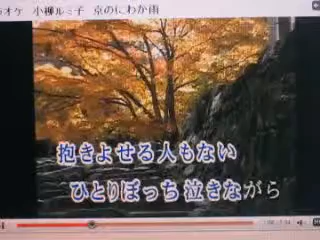 オケ 小柳ルミ子 京のにわか雨
抱きよせる人もない
ひとりぼっち泣きながら